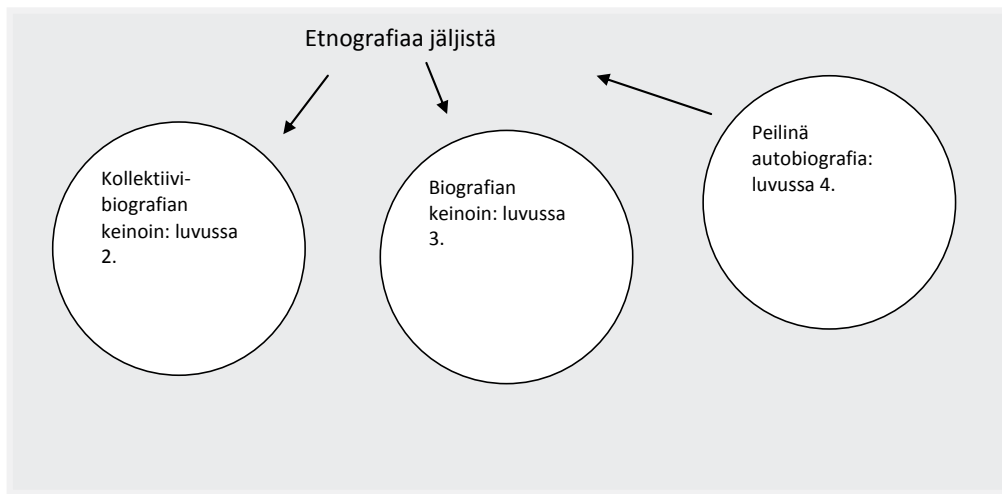 Etnografiaa jäljistä
Kollektiivi-
biografian
keinoin: luvussa
2.
Biografian
keinoin: luvussa
3.
Peilinä
autobiografia:
luvussa 4.